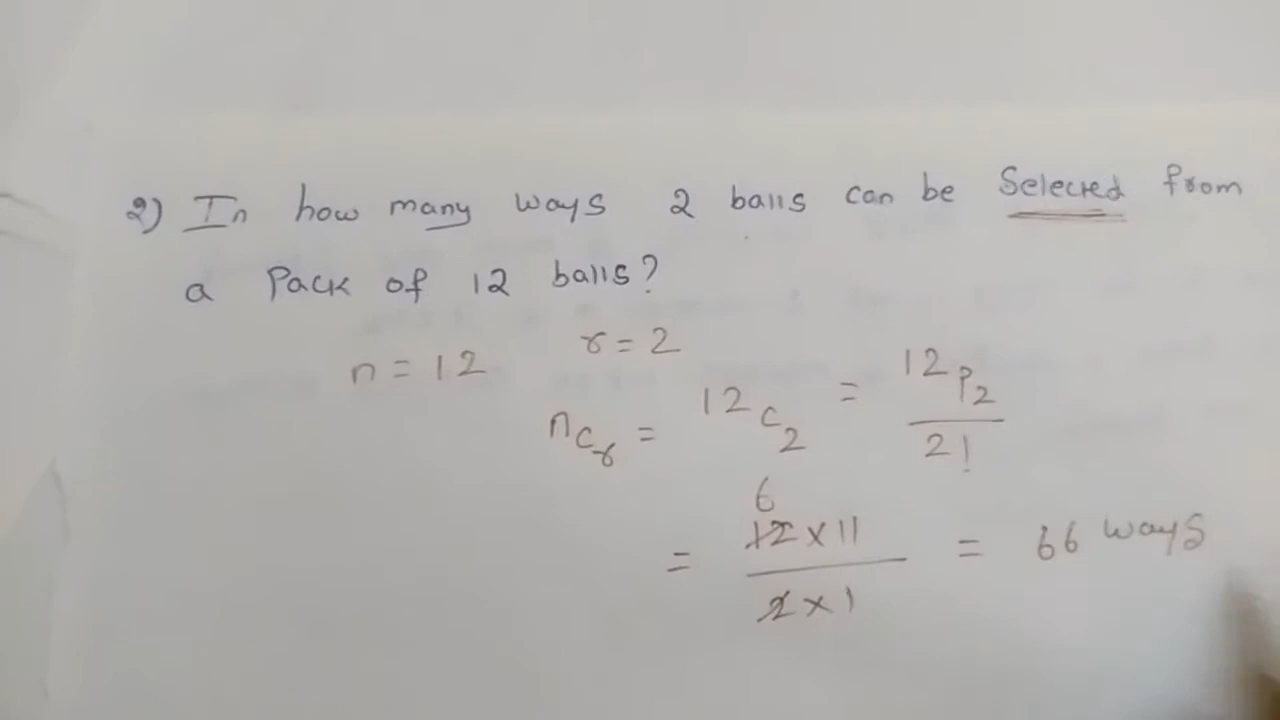 2) In how many ways 2 balls can be Selected from
a Pack of 12 balls?
n = 12 r = 2
nCr = 12C2 = 12P2 / 2!
6
= 12 x 11 / 2 x 1 = 66 ways